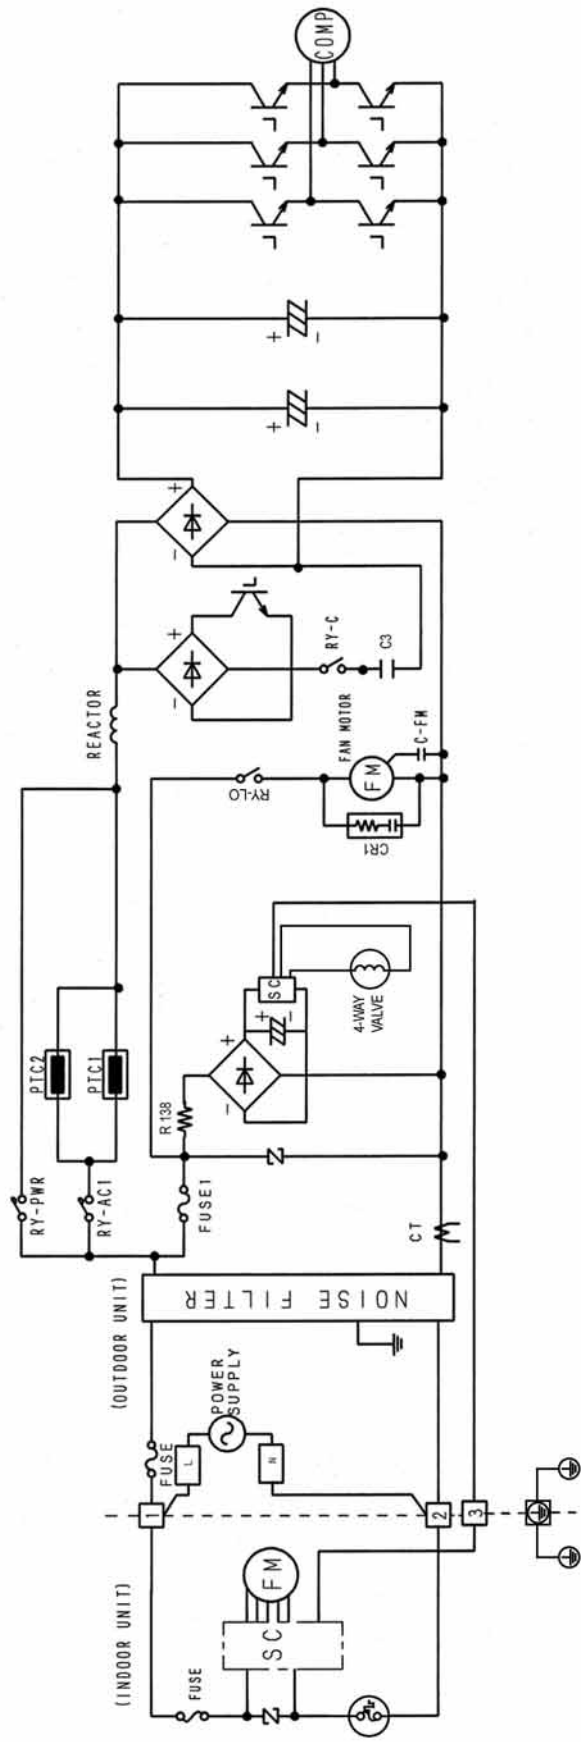 (INDOOR UNIT)
(OUTDOOR UNIT)
FUSE
SC
FM
1
2
3
FUSE
L
N
POWER
SUPPLY
NOISE FILTER
CT
RY-PWR
RY-AC1
FUSE1
PTC2
PTC1
R138
+
-
+
-
SC
4-WAY
VALVE
REACTOR
RY-LO
CR1
FAN MOTOR
FM
C-FM
-
+
RY-C
C3
-
+
+
-
+
-
COMP